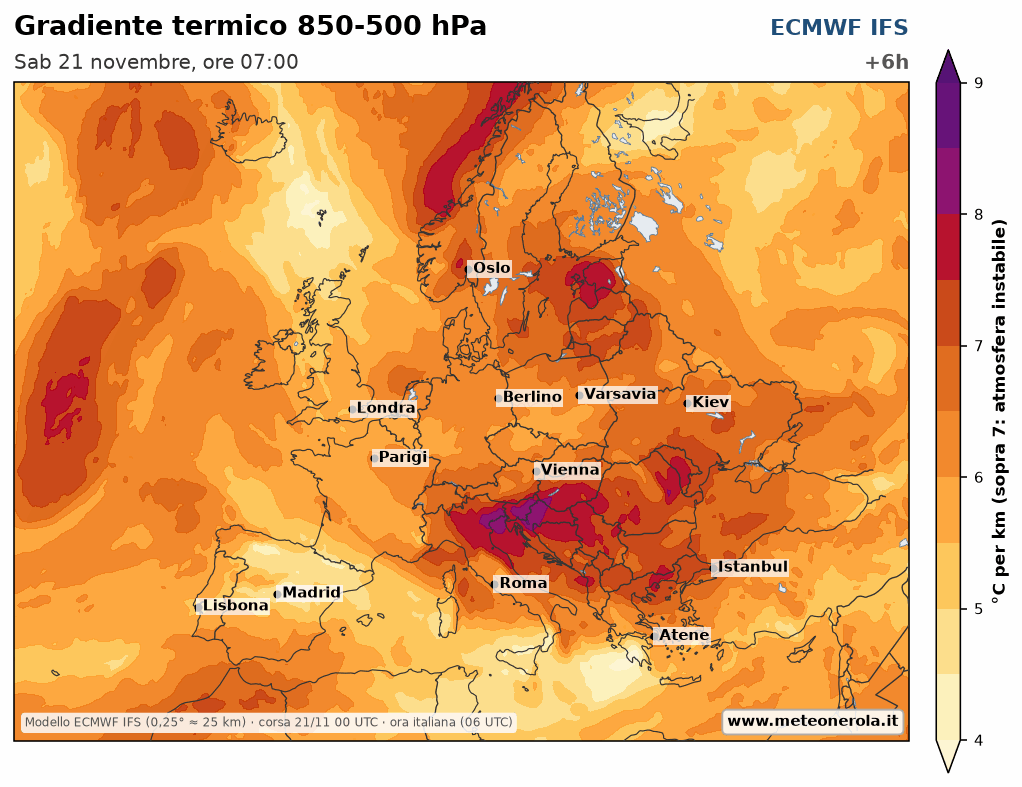 Gradiente termico 850-500 hPa
ECMWF IFS
Sab 21 novembre, ore 07:00
+6h
9
8
7
6
5
4
°C per km (sopra 7: atmosfera instabile)
Oslo
Berlino
Varsavia
Kiev
Londra
Parigi
Vienna
Istanbul
Roma
Madrid
Lisbona
Atene
Modello ECMWF IFS (0,25° ≈ 25 km) · corsa 21/11 00 UTC · ora italiana (06 UTC)
www.meteonerola.it